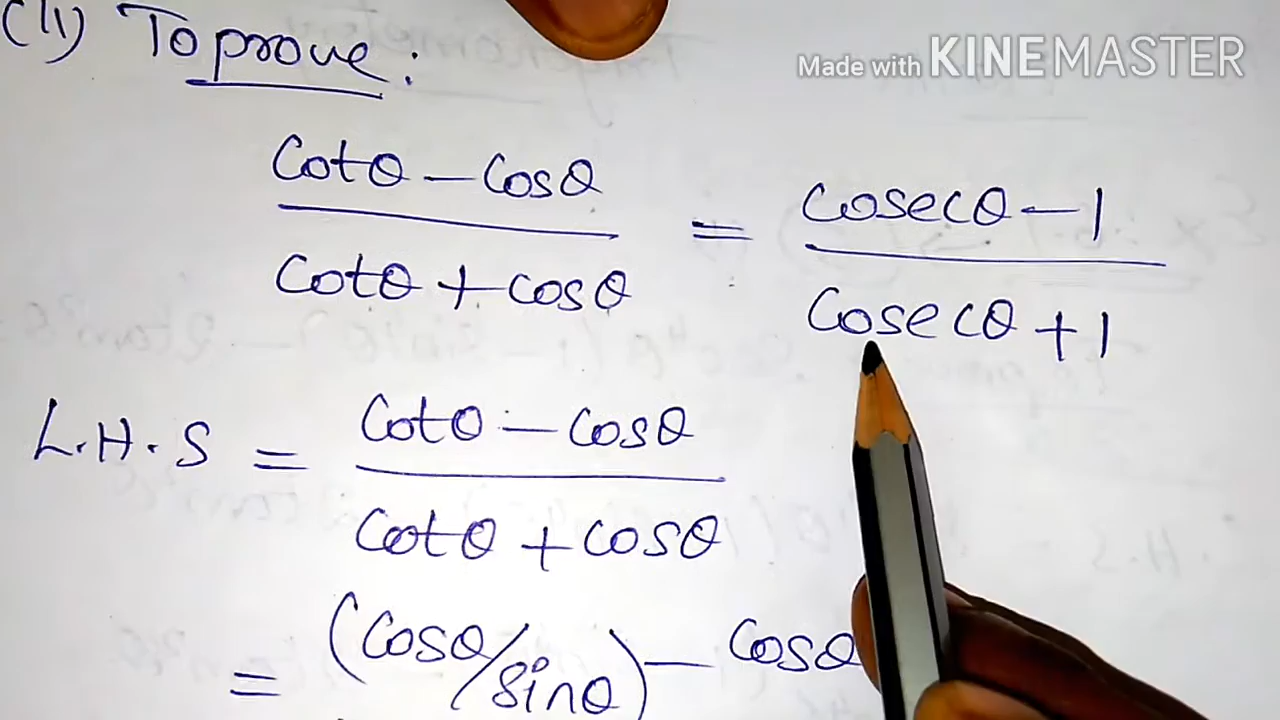 (ii) To prove :
Made with KINEMASTER
Cotθ - Cosθ / Cotθ + Cosθ = Cosecθ - 1 / Cosecθ + 1
L.H.S = Cotθ - Cosθ / Cotθ + Cosθ
= (Cosθ/sinθ) - Cosθ